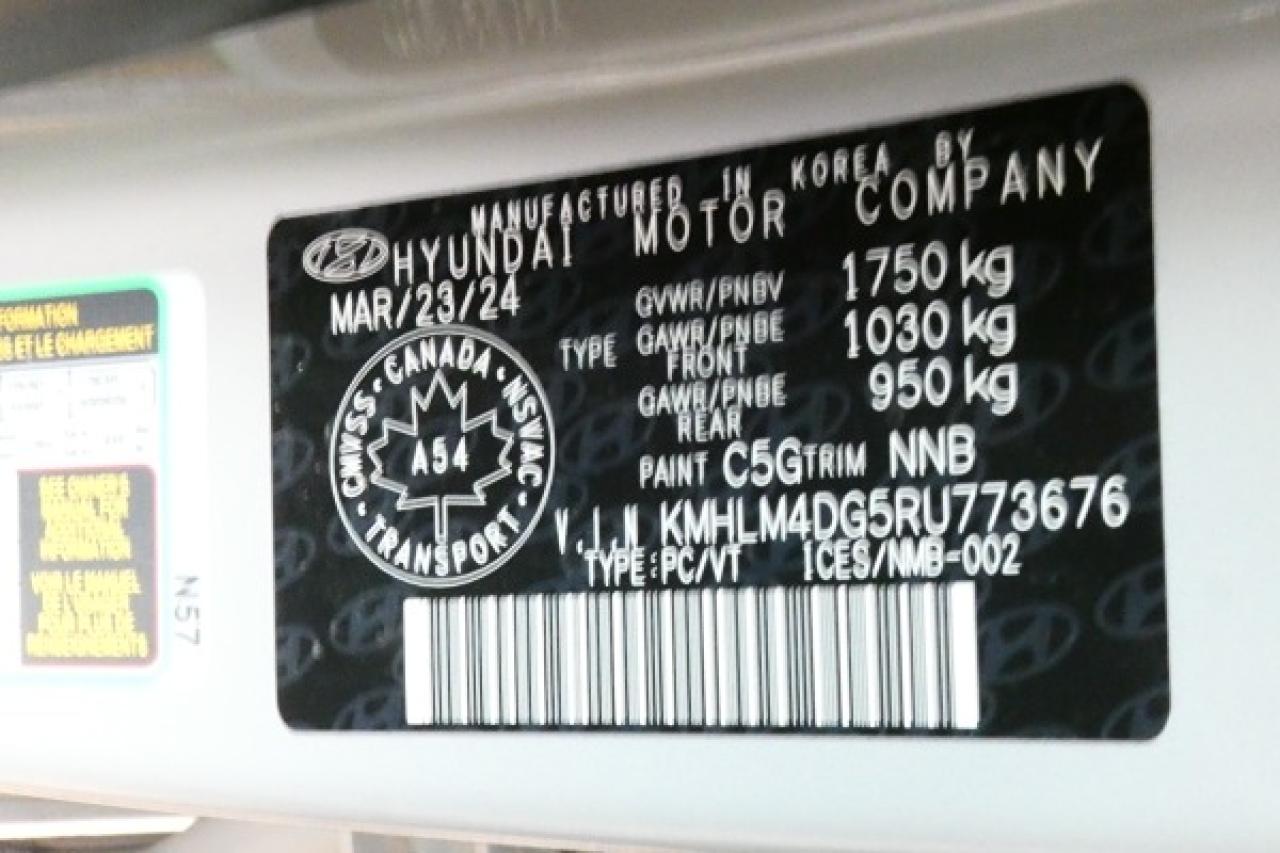 MANUFACTURED IN KOREA BY
HYUNDAI MOTOR COMPANY
MAR/23/24
GVWR/PNBV 1750 kg
TYPE GAWR/PNBE FRONT 1030 kg
GAWR/PNBE REAR 950 kg
PAINT C5G TRIM NNB
V.I.N KMHLM4DG5RU773676
TYPE:PC/VT ICES/NMB-002
CANADA · NSVAC · TRANSPORT · CMVSS ·
A54
FORMATION
ET LE CHARGEMENT
SEE OWNER'S
INFORMATION
VOIR LE MANUEL
RENSEIGNEMENTS
N57